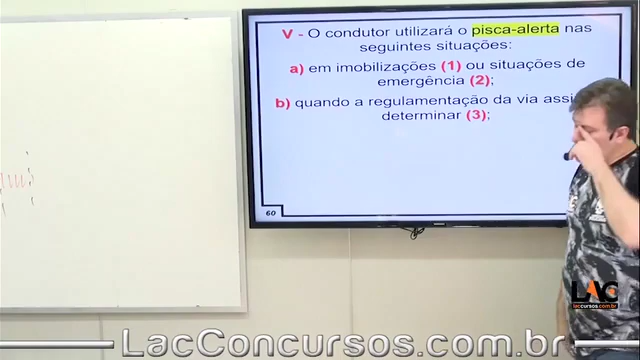 V - O condutor utilizará o pisca-alerta nas
seguintes situações:
a) em imobilizações (1) ou situações de
emergência (2);
b) quando a regulamentação da via
determinar (3);
60
LAC
laccursos.com.br
LacConcursos.com.br